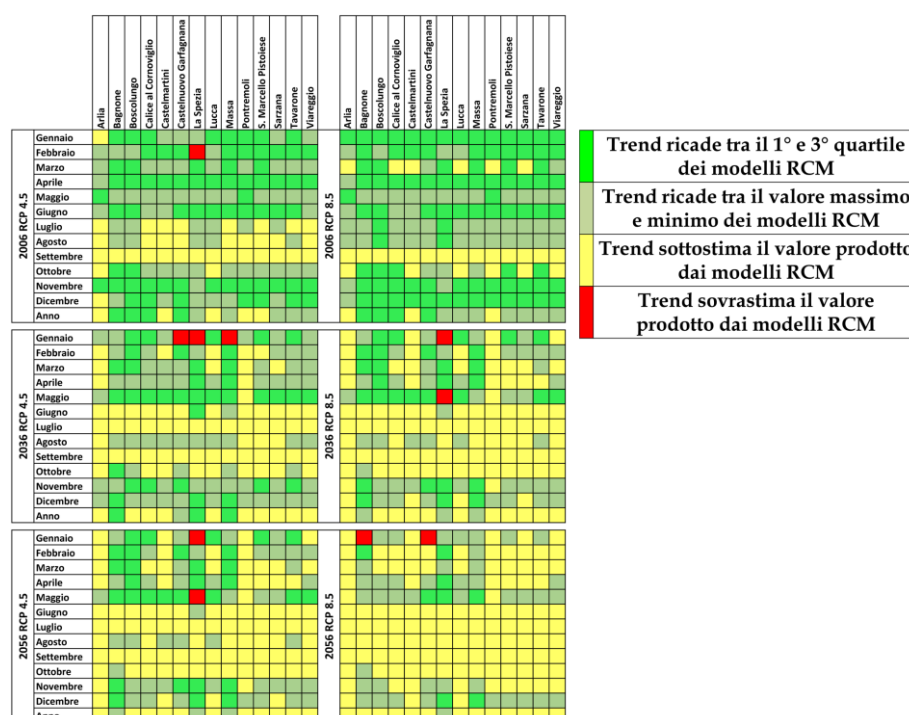 Arlia
Bagnone
Boscolungo
Calice al Cornoviglio
Castelmartini
Castelnuovo Garfagnana
La Spezia
Lucca
Massa
Pontremoli
S. Marcello Pistoiese
Sarzana
Tavarone
Viareggio
Arlia
Bagnone
Boscolungo
Calice al Cornoviglio
Castelmartini
Castelnuovo Garfagnana
La Spezia
Lucca
Massa
Pontremoli
S. Marcello Pistoiese
Sarzana
Tavarone
Viareggio
2006 RCP 4.5
Gennaio
Febbraio
Marzo
Aprile
Maggio
Giugno
Luglio
Agosto
Settembre
Ottobre
Novembre
Dicembre
Anno
2006 RCP 8.5
2036 RCP 4.5
Gennaio
Febbraio
Marzo
Aprile
Maggio
Giugno
Luglio
Agosto
Settembre
Ottobre
Novembre
Dicembre
Anno
2036 RCP 8.5
2056 RCP 4.5
Gennaio
Febbraio
Marzo
Aprile
Maggio
Giugno
Luglio
Agosto
Settembre
Ottobre
Novembre
Dicembre
Anno
2056 RCP 8.5
Trend ricade tra il 1° e 3° quartile
dei modelli RCM
Trend ricade tra il valore massimo
e minimo dei modelli RCM
Trend sottostima il valore prodotto
dai modelli RCM
Trend sovrastima il valore
prodotto dai modelli RCM